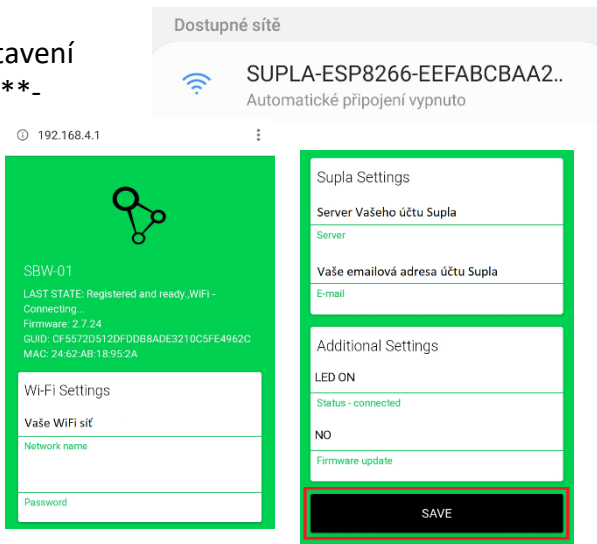 Dostupné sítě
tavení
**-
SUPLA-ESP8266-EEFABCBAA2..
Automatické připojení vypnuto
192.168.4.1
SBW-01
LAST STATE: Registered and ready.,WiFi -
Connecting...
Firmware: 2.7.24
GUID: CF5572D512DFDDB8ADE3210C5FE4962C
MAC: 24:62:AB:18:95:2A
Wi-Fi Settings
Vaše WiFi síť
Network name
Password
Supla Settings
Server Vašeho účtu Supla
Server
Vaše emailová adresa účtu Supla
E-mail
Additional Settings
LED ON
Status - connected
NO
Firmware update
SAVE